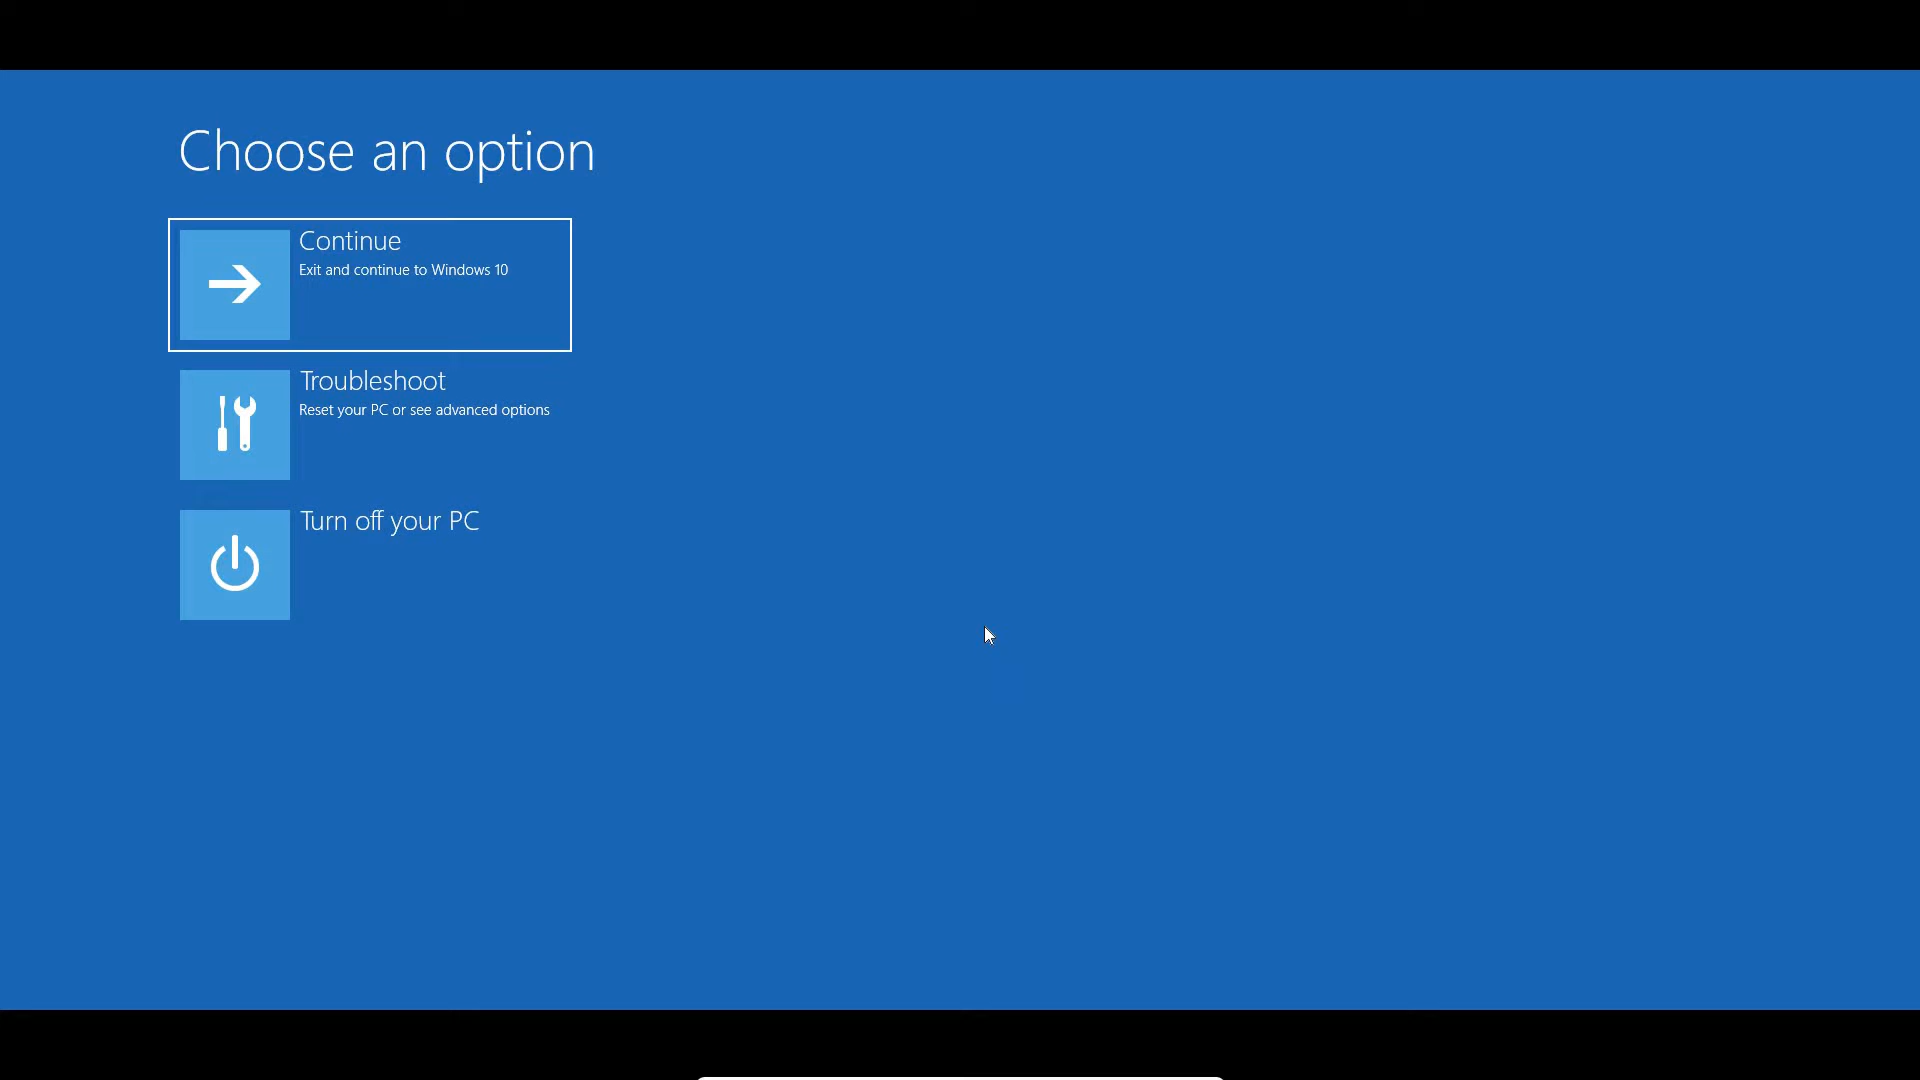 Choose an option
Continue
Exit and continue to Windows 10
Troubleshoot
Reset your PC or see advanced options
Turn off your PC